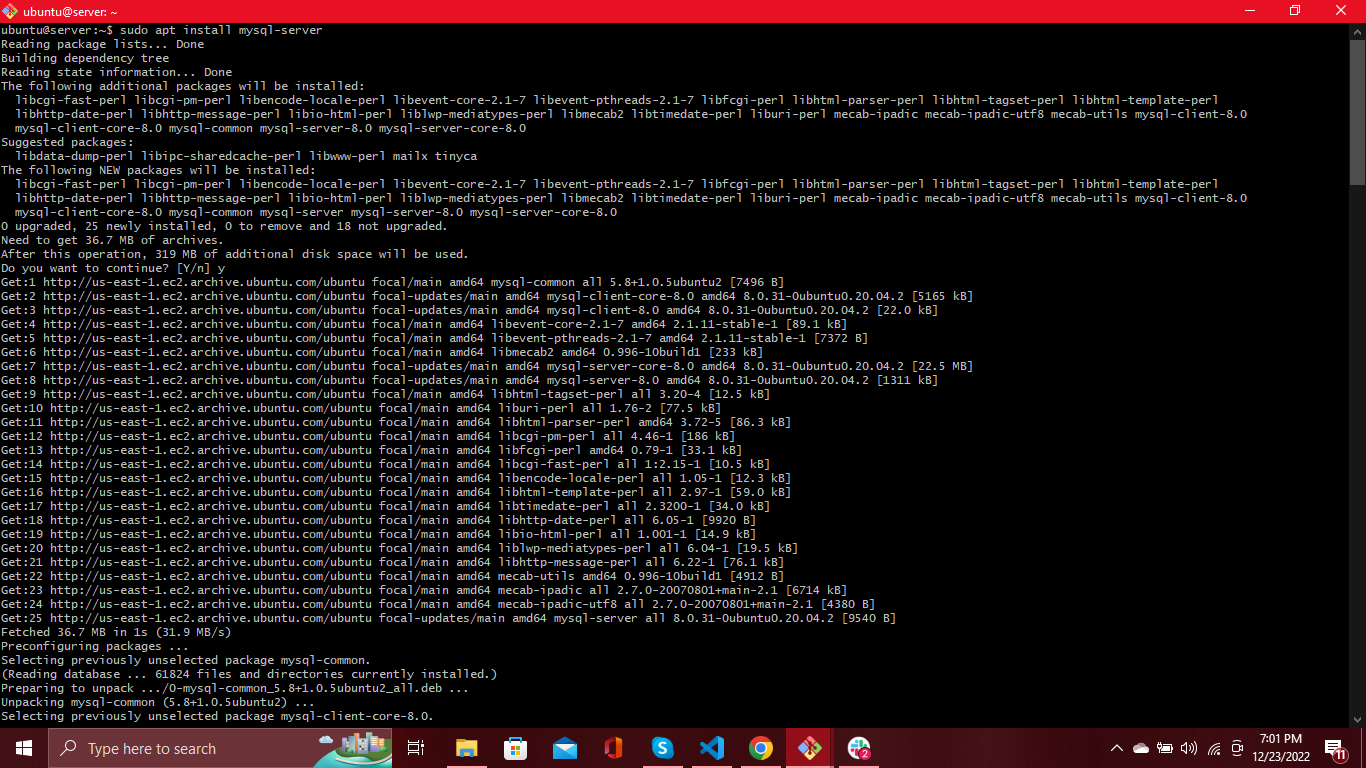 ubuntu@server: ~
ubuntu@server:~$ sudo apt install mysql-server
Reading package lists... Done
Building dependency tree
Reading state information... Done
The following additional packages will be installed:
  libcgi-fast-perl libcgi-pm-perl libencode-locale-perl libevent-core-2.1-7 libevent-pthreads-2.1-7 libfcgi-perl libhtml-parser-perl libhtml-tagset-perl libhtml-template-perl
  libhttp-date-perl libhttp-message-perl libio-html-perl liblwp-mediatypes-perl libmecab2 libtimedate-perl liburi-perl mecab-ipadic mecab-ipadic-utf8 mecab-utils mysql-client-8.0
  mysql-client-core-8.0 mysql-common mysql-server-8.0 mysql-server-core-8.0
Suggested packages:
  libdata-dump-perl libipc-sharedcache-perl libwww-perl mailx tinyca
The following NEW packages will be installed:
  libcgi-fast-perl libcgi-pm-perl libencode-locale-perl libevent-core-2.1-7 libevent-pthreads-2.1-7 libfcgi-perl libhtml-parser-perl libhtml-tagset-perl libhtml-template-perl
  libhttp-date-perl libhttp-message-perl libio-html-perl liblwp-mediatypes-perl libmecab2 libtimedate-perl liburi-perl mecab-ipadic mecab-ipadic-utf8 mecab-utils mysql-client-8.0
  mysql-client-core-8.0 mysql-common mysql-server mysql-server-8.0 mysql-server-core-8.0
0 upgraded, 25 newly installed, 0 to remove and 18 not upgraded.
Need to get 36.7 MB of archives.
After this operation, 319 MB of additional disk space will be used.
Do you want to continue? [Y/n] y
Get:1 http://us-east-1.ec2.archive.ubuntu.com/ubuntu focal/main amd64 mysql-common all 5.8+1.0.5ubuntu2 [7496 B]
Get:2 http://us-east-1.ec2.archive.ubuntu.com/ubuntu focal-updates/main amd64 mysql-client-core-8.0 amd64 8.0.31-0ubuntu0.20.04.2 [5165 kB]
Get:3 http://us-east-1.ec2.archive.ubuntu.com/ubuntu focal-updates/main amd64 mysql-client-8.0 amd64 8.0.31-0ubuntu0.20.04.2 [22.0 kB]
Get:4 http://us-east-1.ec2.archive.ubuntu.com/ubuntu focal/main amd64 libevent-core-2.1-7 amd64 2.1.11-stable-1 [89.1 kB]
Get:5 http://us-east-1.ec2.archive.ubuntu.com/ubuntu focal/main amd64 libevent-pthreads-2.1-7 amd64 2.1.11-stable-1 [7372 B]
Get:6 http://us-east-1.ec2.archive.ubuntu.com/ubuntu focal/main amd64 libmecab2 amd64 0.996-10build1 [233 kB]
Get:7 http://us-east-1.ec2.archive.ubuntu.com/ubuntu focal-updates/main amd64 mysql-server-core-8.0 amd64 8.0.31-0ubuntu0.20.04.2 [22.5 MB]
Get:8 http://us-east-1.ec2.archive.ubuntu.com/ubuntu focal-updates/main amd64 mysql-server-8.0 amd64 8.0.31-0ubuntu0.20.04.2 [1311 kB]
Get:9 http://us-east-1.ec2.archive.ubuntu.com/ubuntu focal/main amd64 libhtml-tagset-perl all 3.20-4 [12.5 kB]
Get:10 http://us-east-1.ec2.archive.ubuntu.com/ubuntu focal/main amd64 liburi-perl all 1.76-2 [77.5 kB]
Get:11 http://us-east-1.ec2.archive.ubuntu.com/ubuntu focal/main amd64 libhtml-parser-perl amd64 3.72-5 [86.3 kB]
Get:12 http://us-east-1.ec2.archive.ubuntu.com/ubuntu focal/main amd64 libcgi-pm-perl all 4.46-1 [186 kB]
Get:13 http://us-east-1.ec2.archive.ubuntu.com/ubuntu focal/main amd64 libfcgi-perl amd64 0.79-1 [33.1 kB]
Get:14 http://us-east-1.ec2.archive.ubuntu.com/ubuntu focal/main amd64 libcgi-fast-perl all 1:2.15-1 [10.5 kB]
Get:15 http://us-east-1.ec2.archive.ubuntu.com/ubuntu focal/main amd64 libencode-locale-perl all 1.05-1 [12.3 kB]
Get:16 http://us-east-1.ec2.archive.ubuntu.com/ubuntu focal/main amd64 libhtml-template-perl all 2.97-1 [59.0 kB]
Get:17 http://us-east-1.ec2.archive.ubuntu.com/ubuntu focal/main amd64 libtimedate-perl all 2.3200-1 [34.0 kB]
Get:18 http://us-east-1.ec2.archive.ubuntu.com/ubuntu focal/main amd64 libhttp-date-perl all 6.05-1 [9920 B]
Get:19 http://us-east-1.ec2.archive.ubuntu.com/ubuntu focal/main amd64 libio-html-perl all 1.001-1 [14.9 kB]
Get:20 http://us-east-1.ec2.archive.ubuntu.com/ubuntu focal/main amd64 liblwp-mediatypes-perl all 6.04-1 [19.5 kB]
Get:21 http://us-east-1.ec2.archive.ubuntu.com/ubuntu focal/main amd64 libhttp-message-perl all 6.22-1 [76.1 kB]
Get:22 http://us-east-1.ec2.archive.ubuntu.com/ubuntu focal/main amd64 mecab-utils amd64 0.996-10build1 [4912 B]
Get:23 http://us-east-1.ec2.archive.ubuntu.com/ubuntu focal/main amd64 mecab-ipadic all 2.7.0-20070801+main-2.1 [6714 kB]
Get:24 http://us-east-1.ec2.archive.ubuntu.com/ubuntu focal/main amd64 mecab-ipadic-utf8 all 2.7.0-20070801+main-2.1 [4380 B]
Get:25 http://us-east-1.ec2.archive.ubuntu.com/ubuntu focal-updates/main amd64 mysql-server all 8.0.31-0ubuntu0.20.04.2 [9540 B]
Fetched 36.7 MB in 1s (31.9 MB/s)
Preconfiguring packages ...
Selecting previously unselected package mysql-common.
(Reading database ... 61824 files and directories currently installed.)
Preparing to unpack .../0-mysql-common_5.8+1.0.5ubuntu2_all.deb ...
Unpacking mysql-common (5.8+1.0.5ubuntu2) ...
Selecting previously unselected package mysql-client-core-8.0.
Type here to search
2
7:01 PM
12/23/2022
11